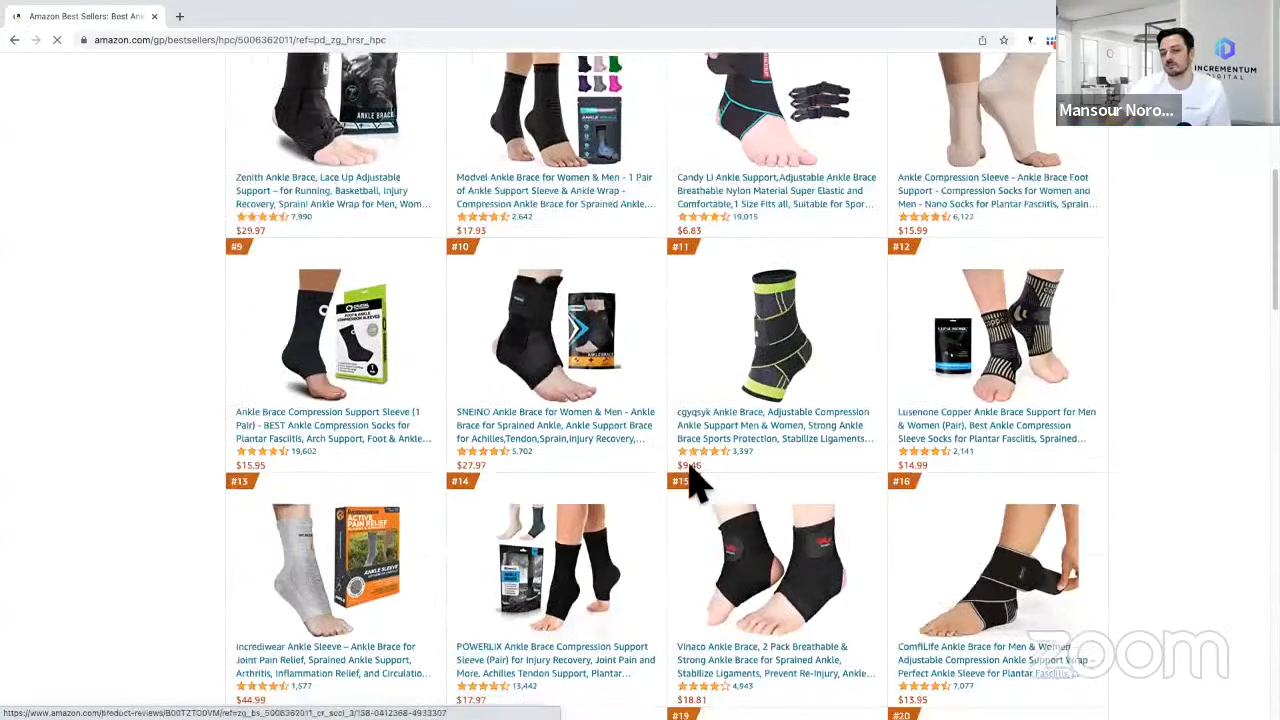 Amazon Best Sellers: Best Ank
amazon.com/gp/bestsellers/hpc/5006362011/ref=pd_zg_hrsr_hpc
INCREMENTUM
DIGITAL
Mansour Noro...
Zenith Ankle Brace, Lace Up Adjustable
Support – for Running, Basketball, Injury
Recovery, Sprain! Ankle Wrap for Men, Wom...
7,990
$29.97
Modvel Ankle Brace for Women & Men - 1 Pair
of Ankle Support Sleeve & Ankle Wrap -
Compression Ankle Brace for Sprained Ankle,...
2,642
$17.93
Candy Li Ankle Support,Adjustable Ankle Brace
Breathable Nylon Material Super Elastic and
Comfortable,1 Size Fits all, Suitable for Spor...
19,015
$6.83
Ankle Compression Sleeve - Ankle Brace Foot
Support - Compression Socks for Women and
Men - Nano Socks for Plantar Fasciitis, Sprain...
6,122
$15.99
#9
#10
#11
#12
Ankle Brace Compression Support Sleeve (1
Pair) - BEST Ankle Compression Socks for
Plantar Fasciitis, Arch Support, Foot & Ankle...
19,602
$15.95
SNEINO Ankle Brace for Women & Men - Ankle
Brace for Sprained Ankle, Ankle Support Brace
for Achilles,Tendon,Sprain,Injury Recovery,...
5,702
$27.97
cgyqsyk Ankle Brace, Adjustable Compression
Ankle Support Men & Women, Strong Ankle
Brace Sports Protection, Stabilize Ligaments...
3,397
Lusenone Copper Ankle Brace Support for Men
& Women (Pair), Best Ankle Compression
Sleeve Socks for Plantar Fasciitis, Sprained...
2,141
$14.99
#13
#14
#15
#16
ACTIVE
PAIN RELIEF
ANKLE SLEEVE
Incrediwear Ankle Sleeve – Ankle Brace for
Joint Pain Relief, Sprained Ankle Support,
Arthritis, Inflammation Relief, and Circulatio...
1,577
$44.99
POWERLIX Ankle Brace Compression Support
Sleeve (Pair) for Injury Recovery, Joint Pain and
More. Achilles Tendon Support, Plantar...
13,442
$17.97
Vinaco Ankle Brace, 2 Pack Breathable &
Strong Ankle Brace for Sprained Ankle,
Stabilize Ligaments, Prevent Re-Injury, Ankle...
4,943
$18.81
ComfiLife Ankle Brace for Men & Women –
Adjustable Compression Ankle Support Wrap –
Perfect Ankle Sleeve for Plantar Fasciitis,
7,077
$13.95
zoom
#19
#20